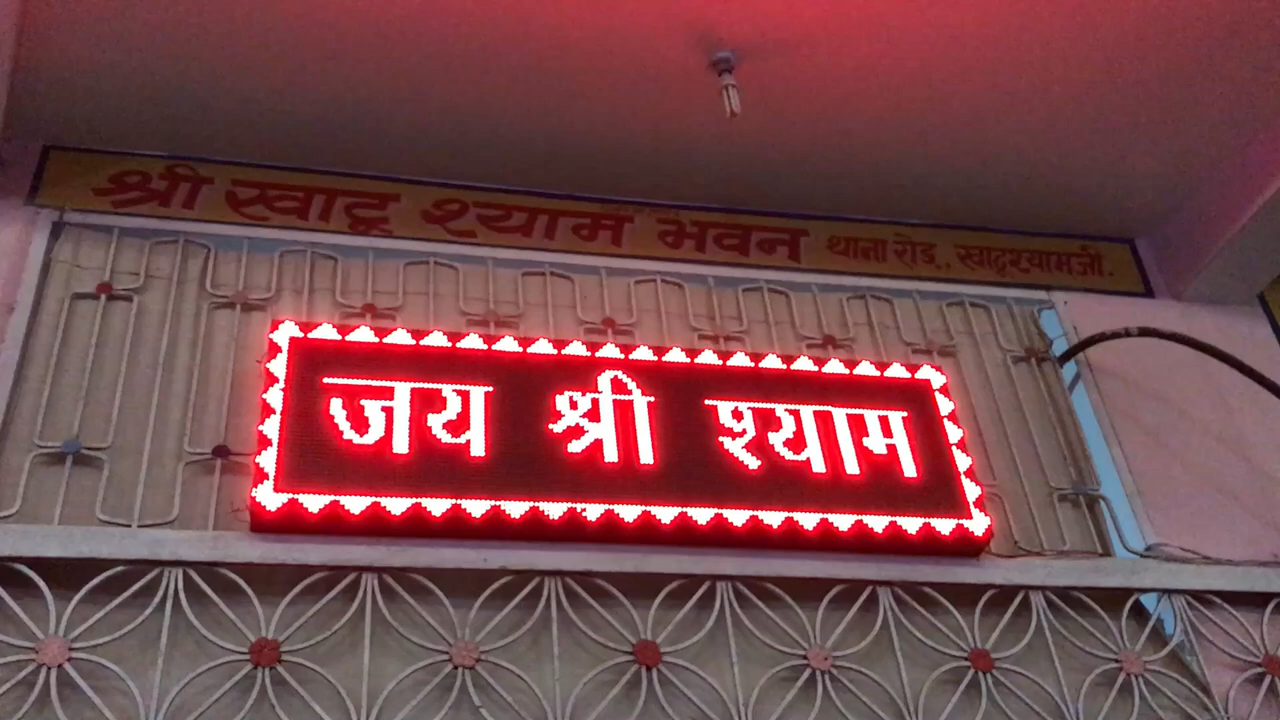 श्री खाटू श्याम भवन थाना रोड़., खाटूश्यामजी.
जय श्री श्याम